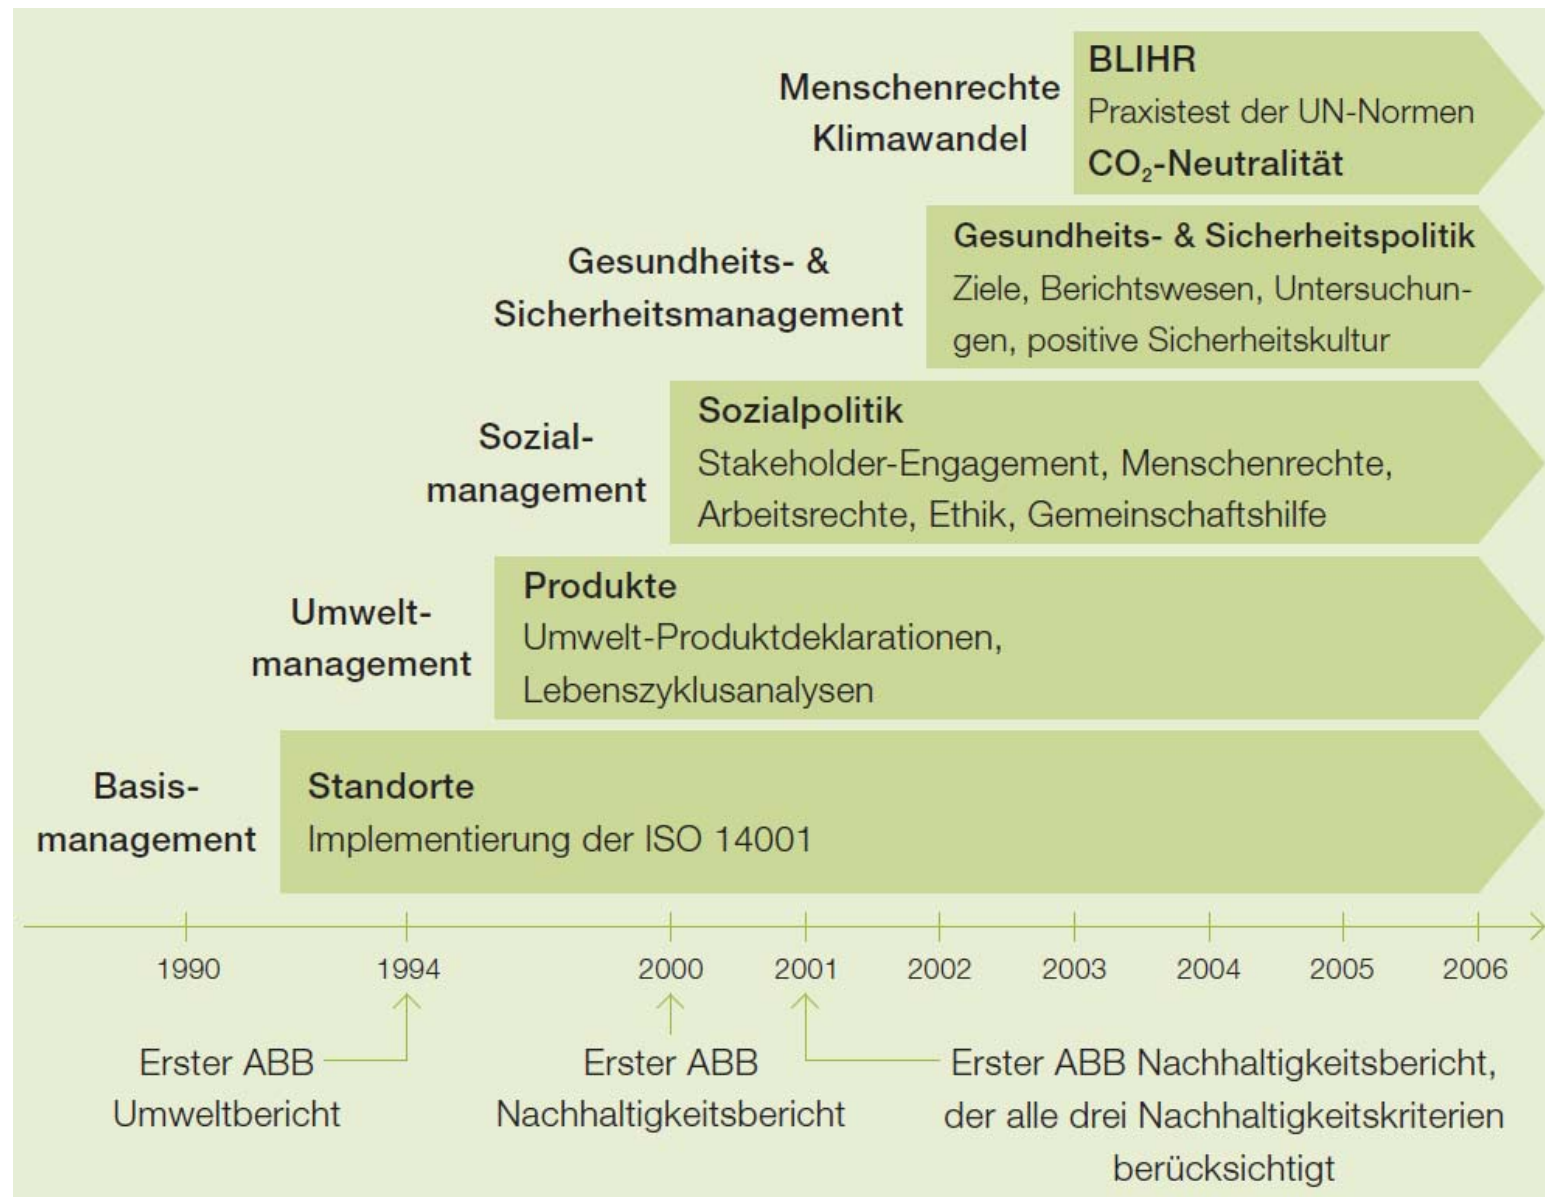 Menschenrechte
Klimawandel
BLIHR
Praxistest der UN-Normen
CO₂-Neutralität
Gesundheits- &
Sicherheitsmanagement
Gesundheits- & Sicherheitspolitik
Ziele, Berichtswesen, Untersuchun-
gen, positive Sicherheitskultur
Sozial-
management
Sozialpolitik
Stakeholder-Engagement, Menschenrechte,
Arbeitsrechte, Ethik, Gemeinschaftshilfe
Umwelt-
management
Produkte
Umwelt-Produktdeklarationen,
Lebenszyklusanalysen
Basis-
management
Standorte
Implementierung der ISO 14001
1990 1994 2000 2001 2002 2003 2004 2005 2006
Erster ABB
Umweltbericht
Erster ABB
Nachhaltigkeitsbericht
Erster ABB Nachhaltigkeitsbericht,
der alle drei Nachhaltigkeitskriterien
berücksichtigt